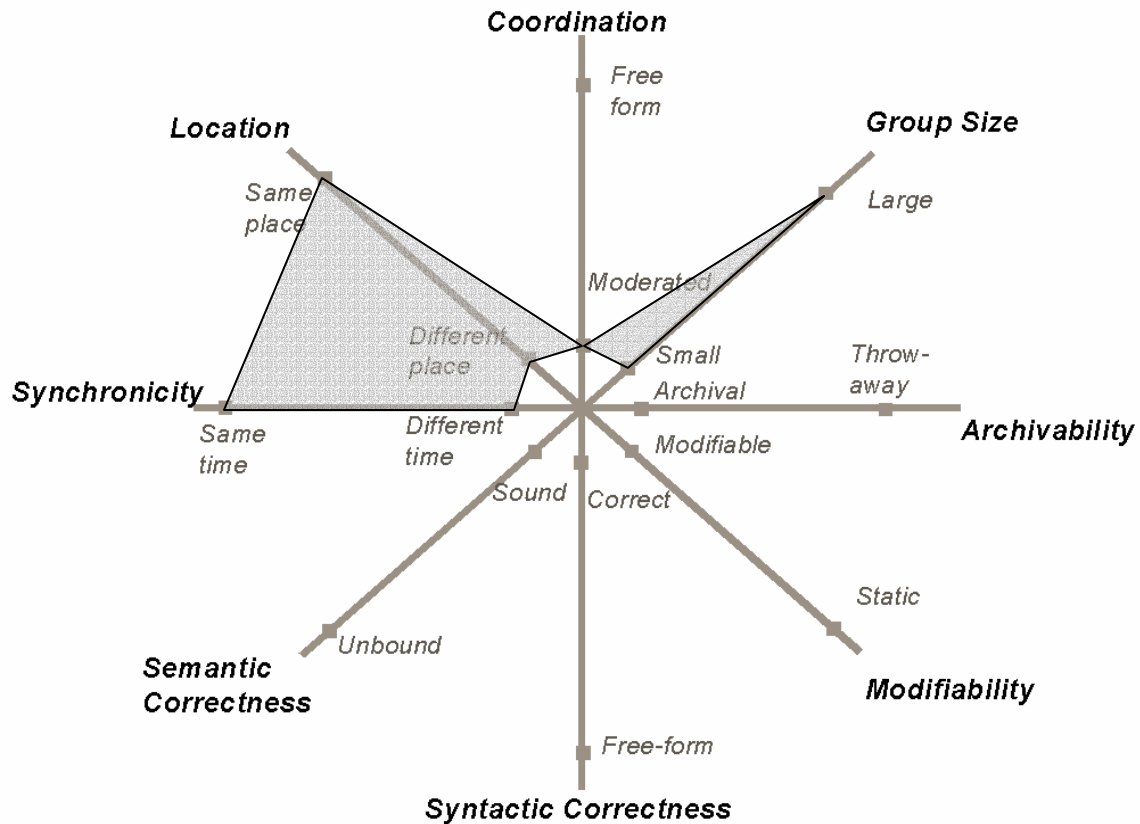 Coordination
Free
form
Group Size
Location
Same
place
Large
Moderated
Different
place
Small
Throw-
away
Synchronicity
Archival
Archivability
Same
time
Different
time
Modifiable
Sound
Correct
Static
Unbound
Semantic
Correctness
Modifiability
Free-form
Syntactic Correctness